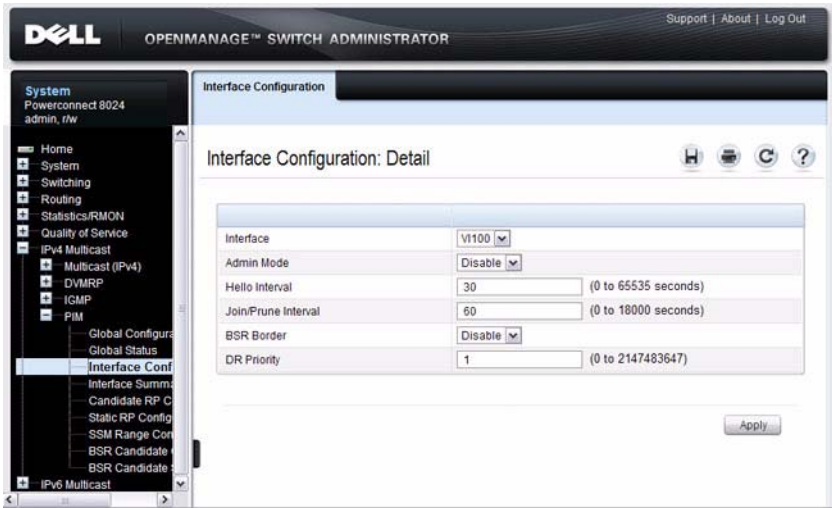 Support | About | Log Out
DELL
OPENMANAGE™ SWITCH ADMINISTRATOR
System
Powerconnect 8024
admin, r/w
Interface Configuration
Home
System
Switching
Routing
Statistics/RMON
Quality of Service
IPv4 Multicast
Multicast (IPv4)
DVMRP
IGMP
PIM
Global Configura
Global Status
Interface Conf
Interface Summa
Candidate RP C
Static RP Config
SSM Range Con
BSR Candidate
BSR Candidate
IPv6 Multicast
Interface Configuration: Detail
Interface Vl100
Admin Mode Disable
Hello Interval 30 (0 to 65535 seconds)
Join/Prune Interval 60 (0 to 18000 seconds)
BSR Border Disable
DR Priority 1 (0 to 2147483647)
Apply